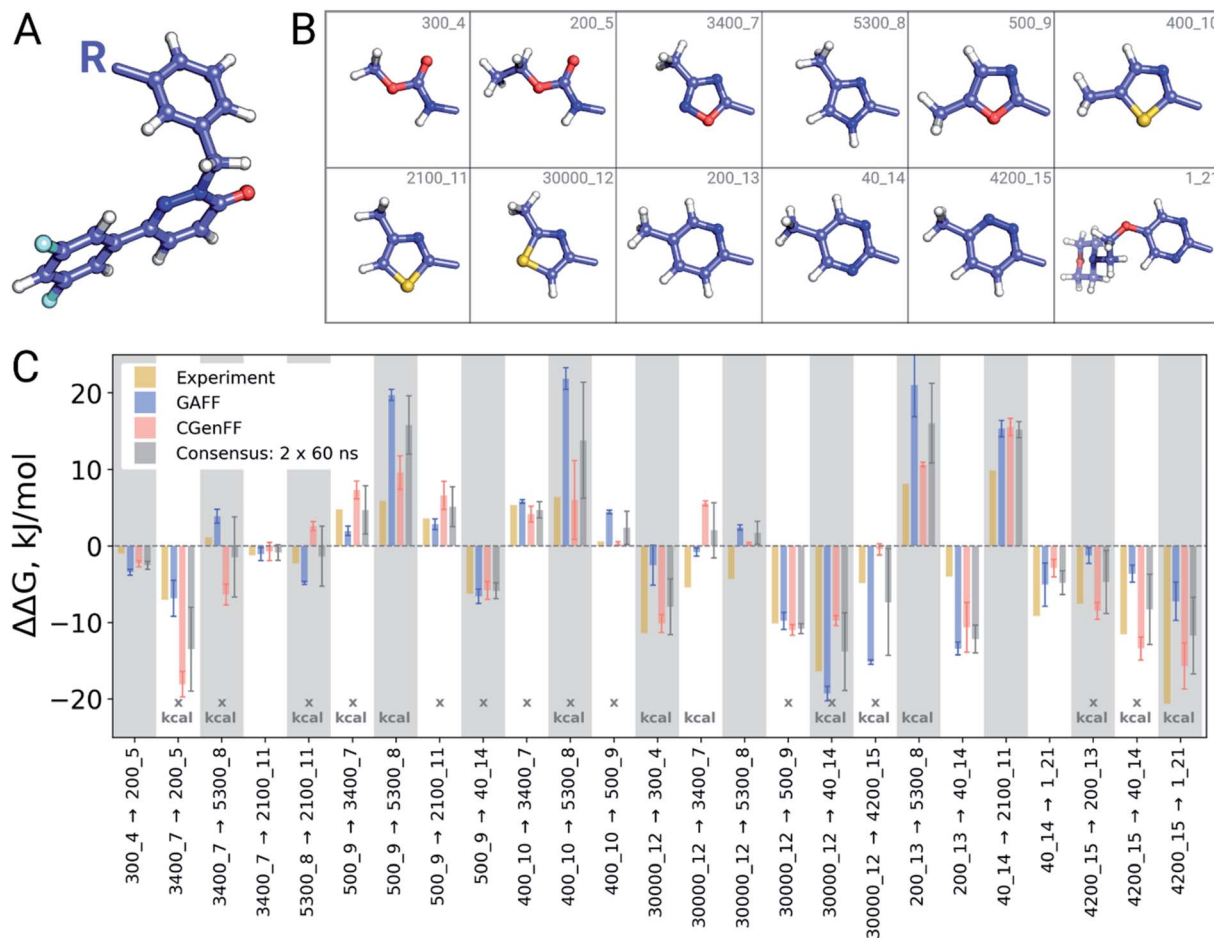 A
R
B
300_4
200_5
3400_7
5300_8
500_9
400_10
2100_11
30000_12
200_13
40_14
4200_15
1_21
C
Experiment
GAFF
CGenFF
Consensus: 2 x 60 ns
ΔΔG, kJ/mol
20
10
0
−10
−20
x x x x x x x x x x x x x x x
kcal kcal kcal kcal kcal kcal kcal kcal kcal kcal kcal kcal kcal
300_4 → 200_5
3400_7 → 200_5
3400_7 → 5300_8
3400_7 → 2100_11
5300_8 → 2100_11
500_9 → 3400_7
500_9 → 5300_8
500_9 → 2100_11
500_9 → 40_14
400_10 → 3400_7
400_10 → 5300_8
400_10 → 500_9
30000_12 → 300_4
30000_12 → 3400_7
30000_12 → 5300_8
30000_12 → 500_9
30000_12 → 40_14
30000_12 → 4200_15
200_13 → 5300_8
200_13 → 40_14
40_14 → 2100_11
40_14 → 1_21
4200_15 → 200_13
4200_15 → 40_14
4200_15 → 1_21